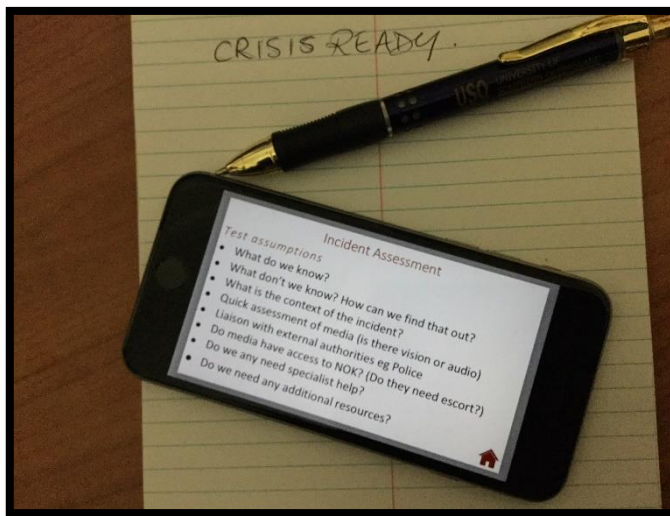 CRISIS READY.
USQ
Incident Assessment
Test assumptions
• What do we know?
• What don't we know? How can we find that out?
• What is the context of the incident?
• Quick assessment of media (is there vision or audio)
• Liaison with external authorities eg Police
• Do media have access to NOK? (Do they need escort?)
• Do we any need specialist help?
• Do we need any additional resources?